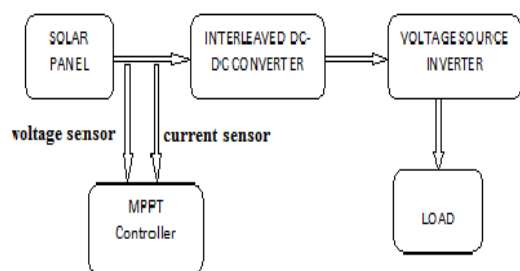 SOLAR
PANEL
INTERLEAVED DC-
DC CONVERTER
VOLTAGE SOURCE
INVERTER
voltage sensor
current sensor
MPPT
Controller
LOAD